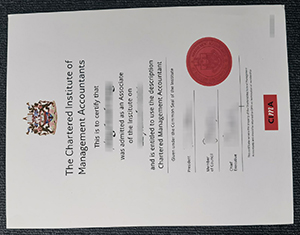 The Chartered Institute of
Management Accountants
This is to certify that
was admitted as an Associate
of the Institute on
and is entitled to use the description
Chartered Management Accountant
Given under the Common Seal of the Institute
President
Member
of Council
Chief
Executive
CIMA